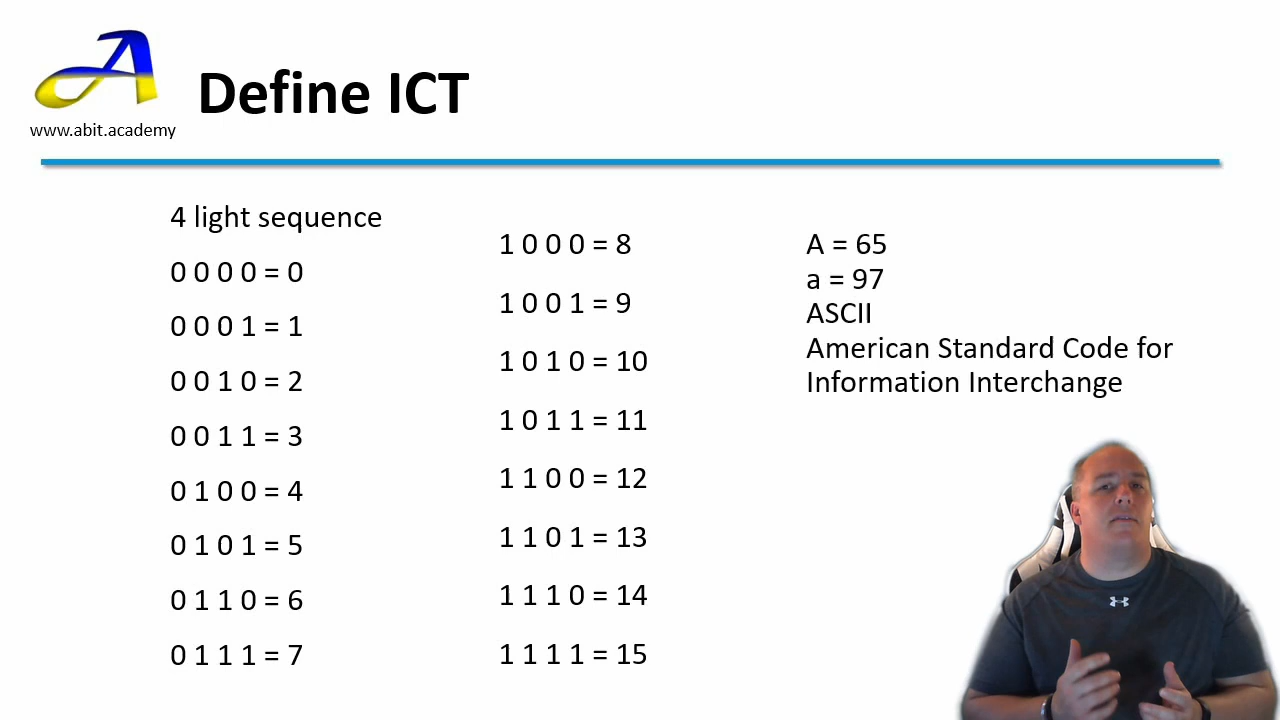 Define ICT
www.abit.academy
4 light sequence
0 0 0 0 = 0
0 0 0 1 = 1
0 0 1 0 = 2
0 0 1 1 = 3
0 1 0 0 = 4
0 1 0 1 = 5
0 1 1 0 = 6
0 1 1 1 = 7
1 0 0 0 = 8
1 0 0 1 = 9
1 0 1 0 = 10
1 0 1 1 = 11
1 1 0 0 = 12
1 1 0 1 = 13
1 1 1 0 = 14
1 1 1 1 = 15
A = 65
a = 97
ASCII
American Standard Code for
Information Interchange